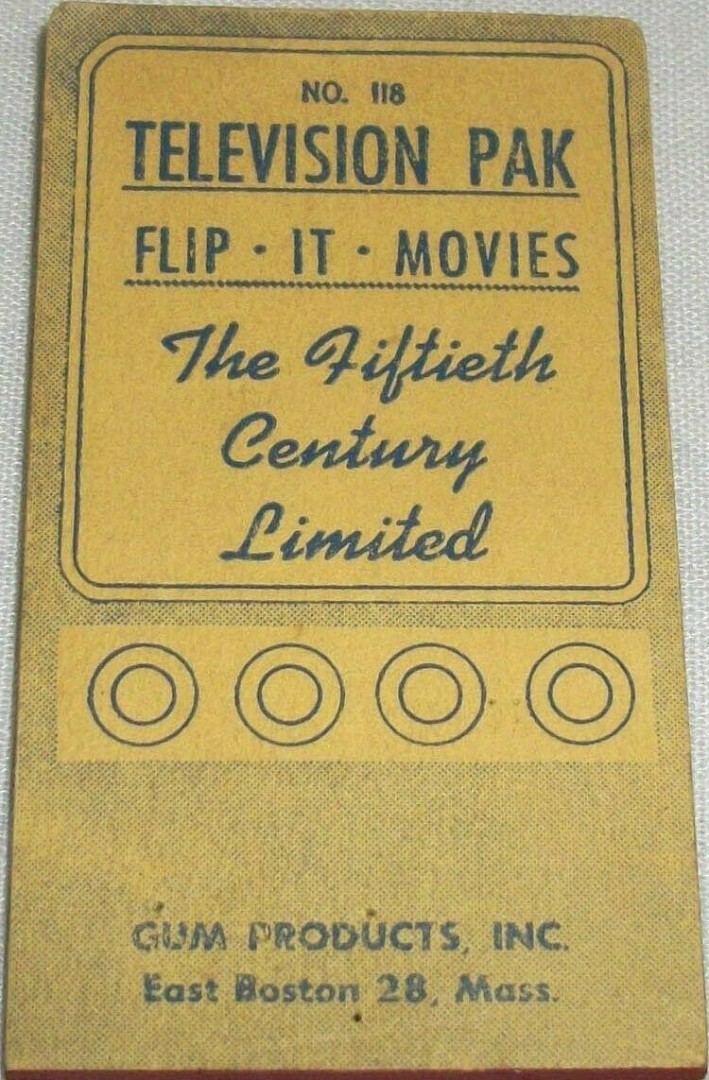 NO. 118
TELEVISION PAK
FLIP · IT · MOVIES
The Fiftieth
Century
Limited
GUM PRODUCTS, INC.
East Boston 28, Mass.